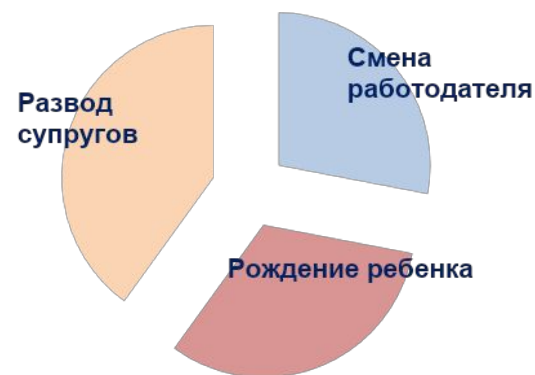 Смена
работодателя
Развод
супругов
Рождение ребенка